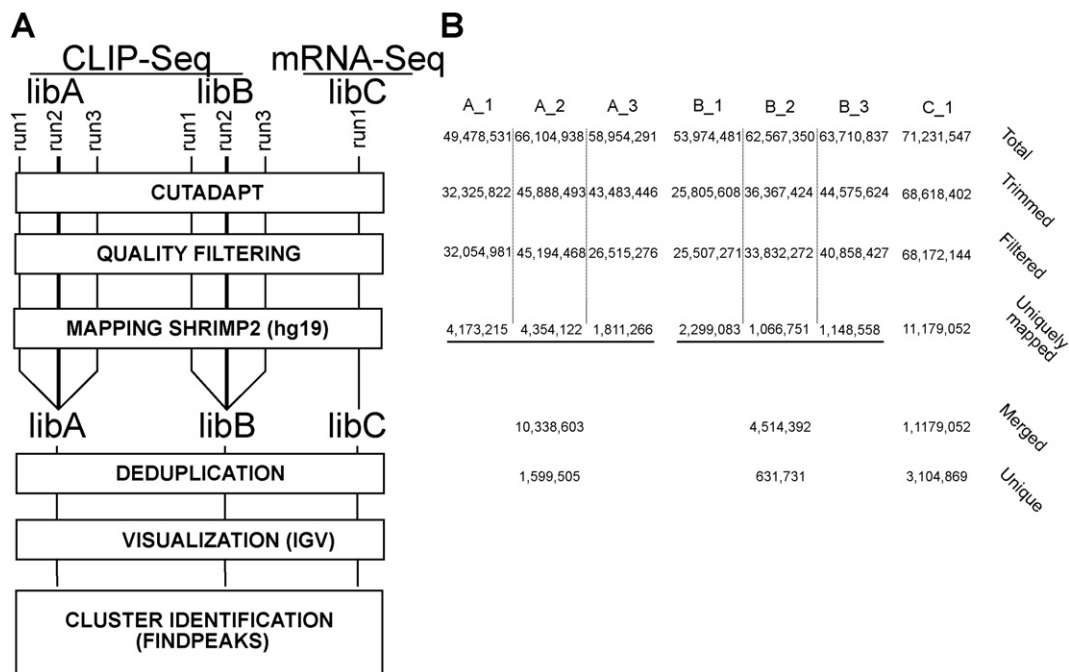 A
CLIP-Seq mRNA-Seq
libA libB libC
run1 run2 run3 run1 run2 run3 run1
CUTADAPT
QUALITY FILTERING
MAPPING SHRIMP2 (hg19)
libA libB libC
DEDUPLICATION
VISUALIZATION (IGV)
CLUSTER IDENTIFICATION
(FINDPEAKS)
B
A_1 A_2 A_3 B_1 B_2 B_3 C_1
49,478,531 66,104,938 58,954,291 53,974,481 62,567,350 63,710,837 71,231,547 Total
32,325,822 45,888,493 43,483,446 25,805,608 36,367,424 44,575,624 68,618,402 Trimmed
32,054,981 45,194,468 26,515,276 25,507,271 33,832,272 40,858,427 68,172,144 Filtered
4,173,215 4,354,122 1,811,266 2,299,083 1,066,751 1,148,558 11,179,052 Uniquely
mapped
10,338,603 4,514,392 1,1179,052 Merged
1,599,505 631,731 3,104,869 Unique